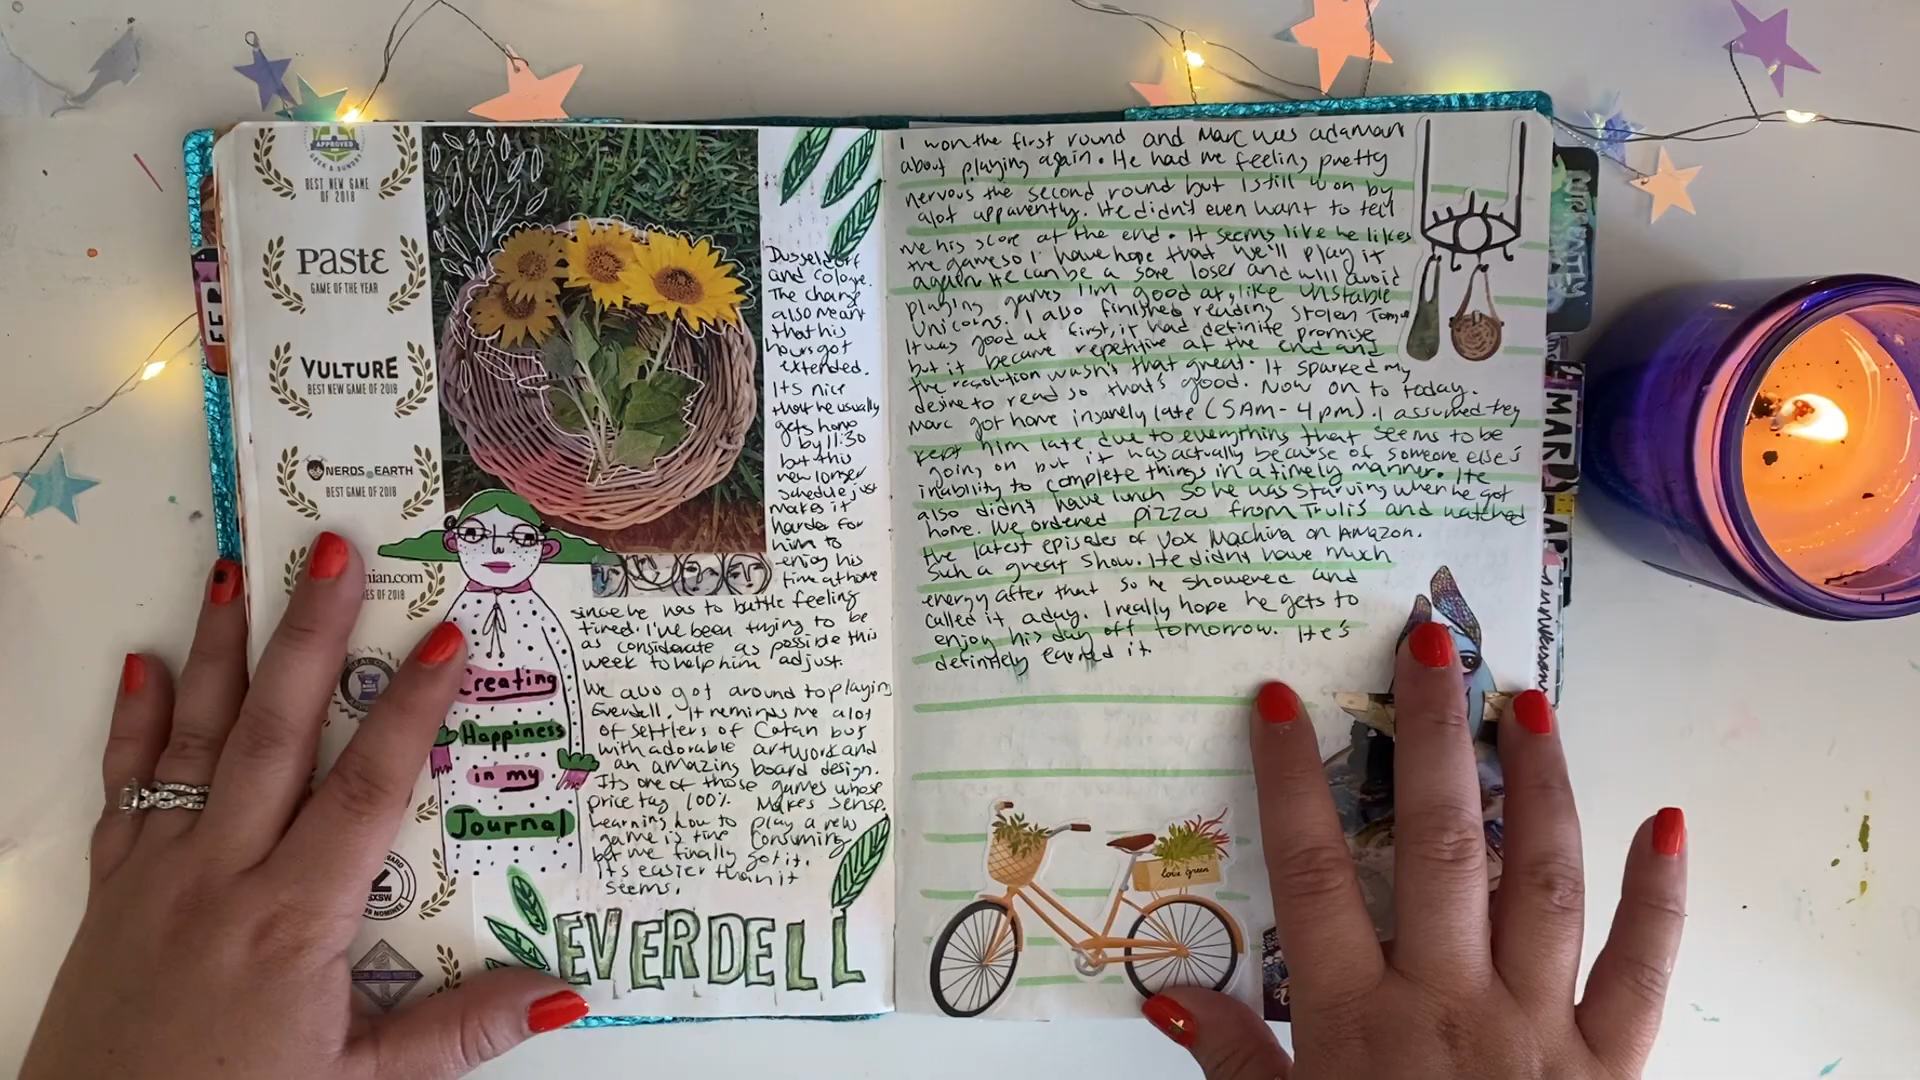 APPROVED
BEST NEW GAME
OF 2018
Paste
GAME OF THE YEAR
VULTURE
BEST NEW GAME OF 2018
NERDS EARTH
BEST GAME OF 2018
nian.com
ES OF 2018
SXSW
NOMINEE
Dusseldorf
and Cologne.
The change
also meant
that his
hours got
extended.
Its nice
that he usually
gets home
by 11:30
but this
new longer
schedule just
makes it
harder for
him to
enjoy his
time at home
since he has to battle feeling
tired. I've been trying to be
as considerate as possible this
week to help him adjust.
We also got around to playing
Everdell. It reminds me alot
of Settlers of Catan but
with adorable artwork and
an amazing board design.
Its one of those games whose
price tag 100% makes sense.
Learning how to play a new
game is time consuming
but we finally got it.
Its easier than it
seems.
Creating
Happiness
in my
Journal
EVERDELL
I won the first round and Marc was adaman
about playing again. He had me feeling pretty
nervous the second round but I still won by
alot apparently. He didn't even want to tell
me his score at the end. It seems like he likes
the game so I have hope that we'll play it
again. He can be a sore loser and will avoid
playing games I'm good at, like Unstable
Unicorns. I also finished reading Stolen
It was good at first, it had definite promise
but it became repetitive at the end and
the resolution wasn't that great. It sparked my
desire to read so that's good. Now on to today.
Marc got home insanely late (5AM-4pm). I assumed they
kept him late due to everything that seems to be
going on but it was actually because of someone else's
inability to complete things in a timely manner. He
also didn't have lunch so he was starving when he got
home. We ordered pizzas from and watched
the latest episodes of Vox Machina on Amazon.
Such a great show. He didn't have much
energy after that so he showered and
called it, a day. I really hope he gets to
enjoy his day off tomorrow. He's
definitely earned it.
love green